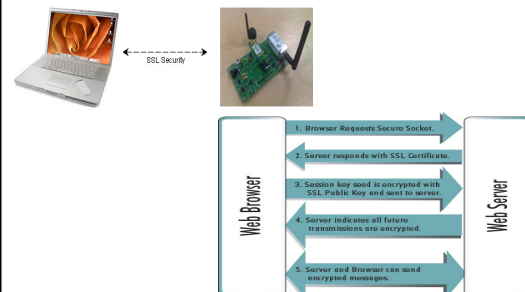 SSL Security
1. Browser Requests Secure Socket.
2. Server responds with SSL Certificate.
3. Session key seed is encrypted with
SSL Public Key and sent to server.
4. Server indicates all future
transmissions are encrypted.
5. Server and Browser can send
encrypted messages.
Web Browser
Web Server